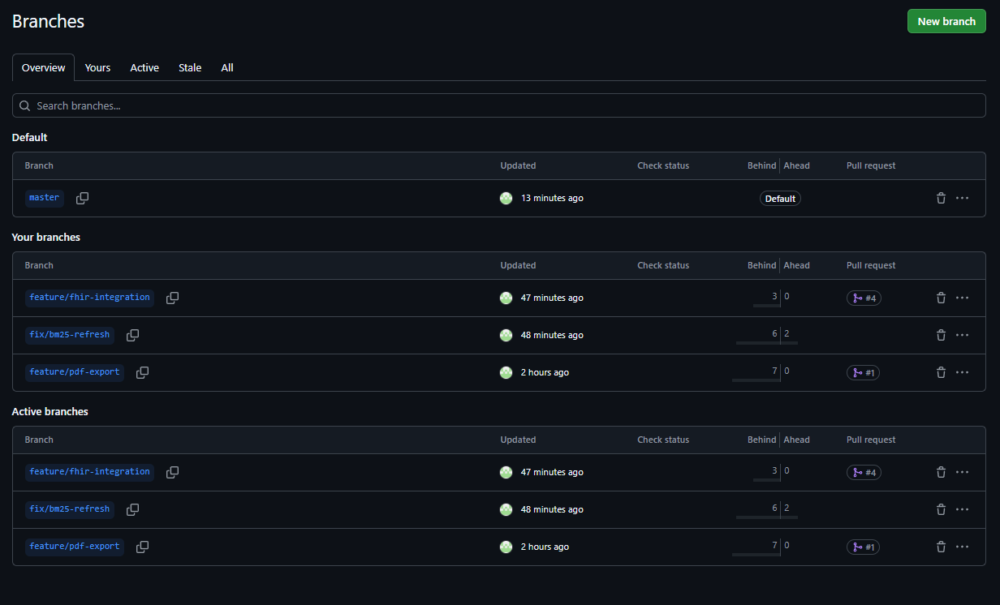 Branches
New branch
Overview Yours Active Stale All
Search branches...
Default
Branch Updated Check status Behind Ahead Pull request
master 13 minutes ago Default
Your branches
Branch Updated Check status Behind Ahead Pull request
feature/fhir-integration 47 minutes ago 3 0 #4
fix/bm25-refresh 48 minutes ago 6 2
feature/pdf-export 2 hours ago 7 0 #1
Active branches
Branch Updated Check status Behind Ahead Pull request
feature/fhir-integration 47 minutes ago 3 0 #4
fix/bm25-refresh 48 minutes ago 6 2
feature/pdf-export 2 hours ago 7 0 #1